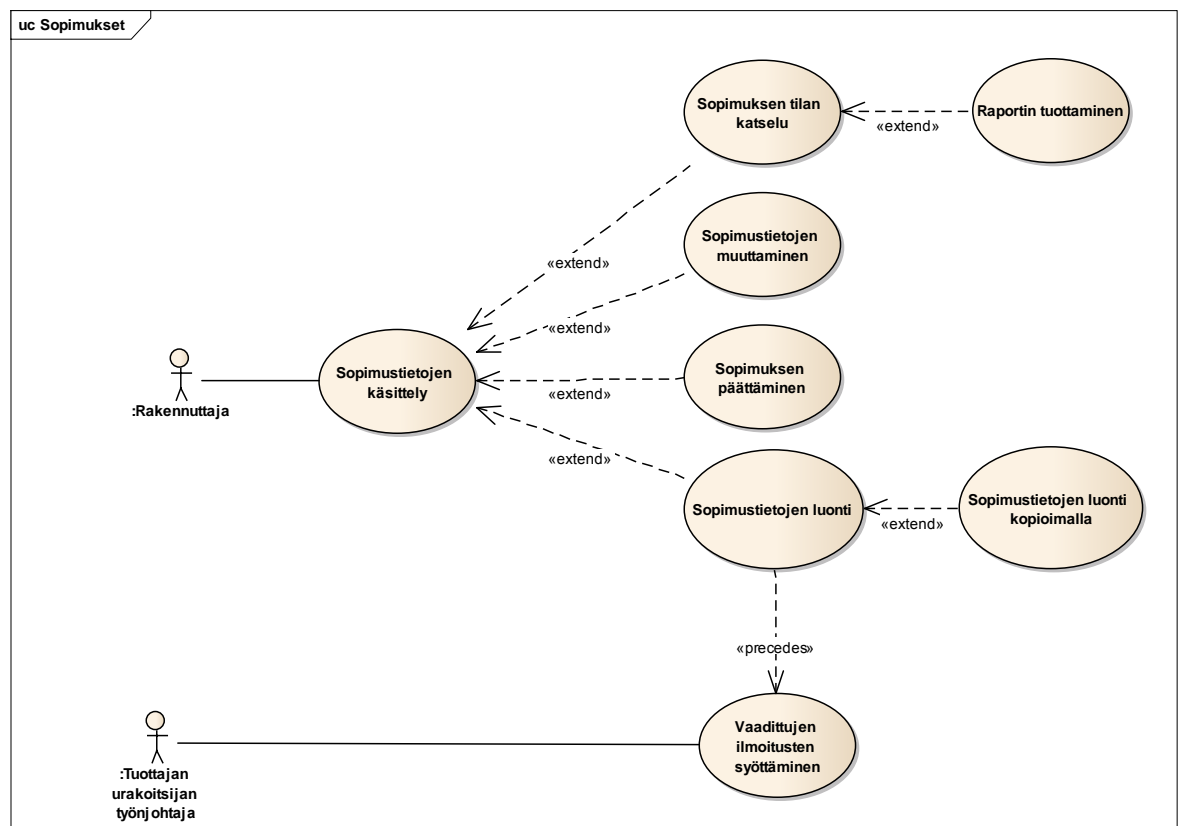 uc Sopimukset
Sopimuksen tilan
katselu
«extend»
Raportin tuottaminen
Sopimustietojen
muuttaminen
«extend»
«extend»
Sopimustietojen
käsittely
:Rakennuttaja
Sopimuksen
päättäminen
«extend»
«extend»
Sopimustietojen luonti
«extend»
Sopimustietojen luonti
kopioimalla
«precedes»
Vaadittujen
ilmoitusten
syöttäminen
:Tuottajan
urakoitsijan
työnjohtaja